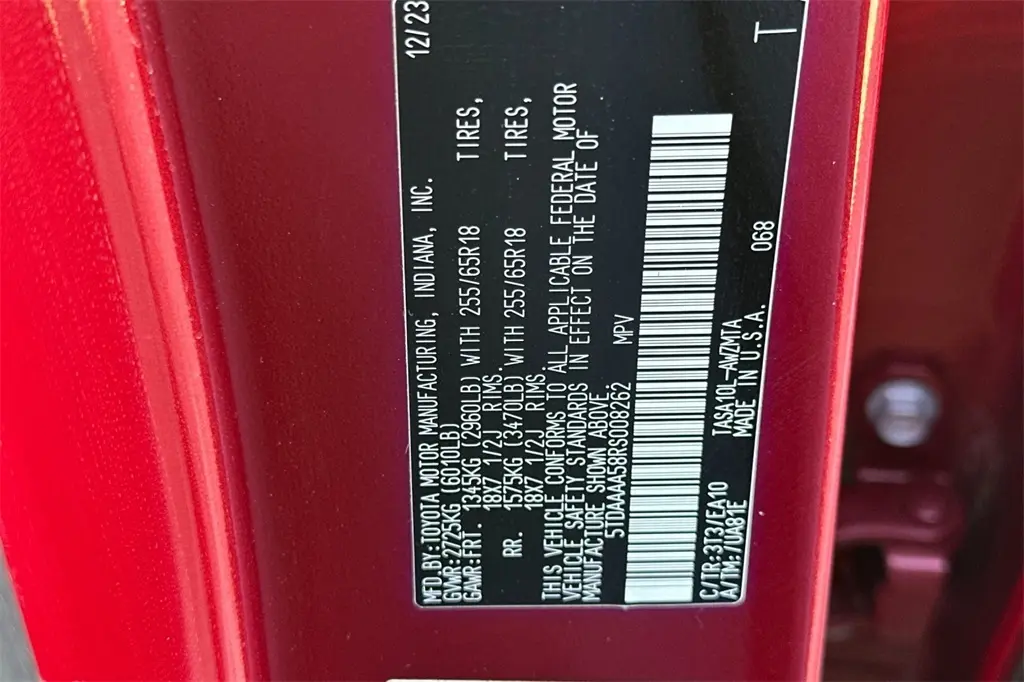 MFD.BY:TOYOTA MOTOR MANUFACTURING, INDIANA, INC. 12/23
GVWR:2725KG (6010LB)
GAWR:FRT. 1345KG (2960LB) WITH 255/65R18 TIRES,
18X7 1/2J RIMS.
RR. 1575KG (3470LB) WITH 255/65R18 TIRES,
18X7 1/2J RIMS.
THIS VEHICLE CONFORMS TO ALL APPLICABLE FEDERAL MOTOR
VEHICLE SAFETY STANDARDS IN EFFECT ON THE DATE OF
MANUFACTURE SHOWN ABOVE.
5TDAAAA58RS008262 MPV
C/TR:3T3/EA10 TASA10L-AWZMTA 068 T
A/TM:/UA81E MADE IN U.S.A.